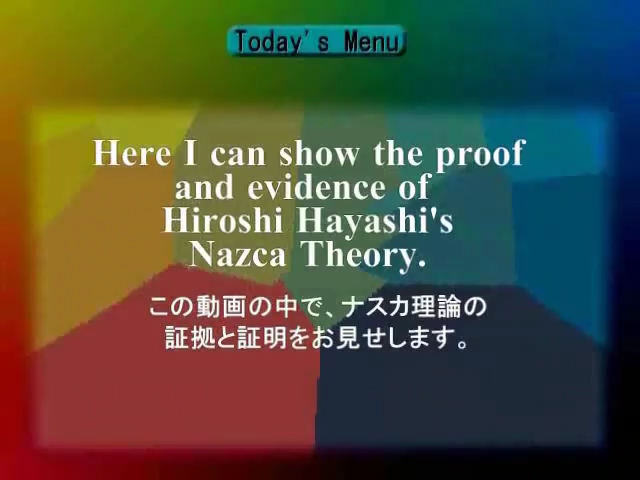 Today's Menu
Here I can show the proof
and evidence of
Hiroshi Hayashi's
Nazca Theory.
この動画の中で、ナスカ理論の
証拠と証明をお見せします。